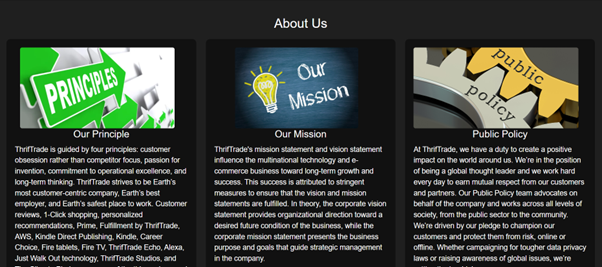 About Us
PRINCIPLES
Our Principle
ThrifTrade is guided by four principles: customer
obsession rather than competitor focus, passion for
invention, commitment to operational excellence, and
long-term thinking. ThrifTrade strives to be Earth's
most customer-centric company, Earth's best
employer, and Earth's safest place to work. Customer
reviews, 1-Click shopping, personalized
recommendations, Prime, Fulfillment by ThrifTrade,
AWS, Kindle Direct Publishing, Kindle, Career
Choice, Fire tablets, Fire TV, ThrifTrade Echo, Alexa,
Just Walk Out technology, ThrifTrade Studios, and
Our
Mission
Our Mission
ThrifTrade's mission statement and vision statement
influence the multinational technology and e-
commerce business toward long-term growth and
success. This success is attributed to stringent
measures to ensure that the vision and mission
statements are fulfilled. In theory, the corporate vision
statement provides organizational direction toward a
desired future condition of the business, while the
corporate mission statement presents the business
purpose and goals that guide strategic management
in the company.
public
policy
Public Policy
At ThrifTrade, we have a duty to create a positive
impact on the world around us. We're in the position
of being a global thought leader and we work hard
every day to earn mutual respect from our customers
and partners. Our Public Policy team advocates on
behalf of the company and works across all levels of
society, from the public sector to the community.
We're driven by our pledge to champion our
customers and protect them from risk, online or
offline. Whether campaigning for tougher data privacy
laws or raising awareness of global issues, we're